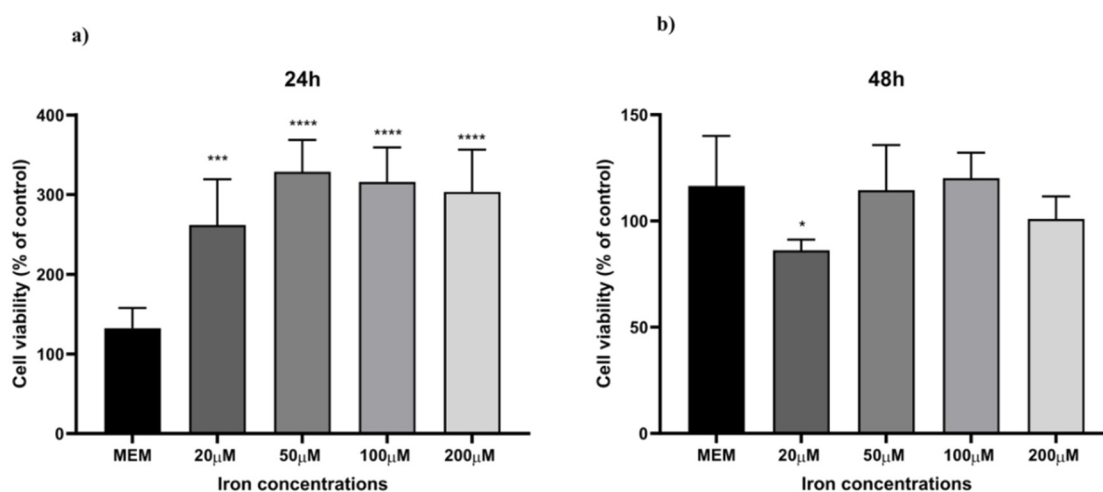 a)
24h
Cell viability (% of control)
400
300
200
100
0
***
****
****
****
MEM 20μM 50μM 100μM 200μM
Iron concentrations
b)
48h
Cell viability (% of control)
150
100
50
0
*
MEM 20μM 50μM 100μM 200μM
Iron concentrations